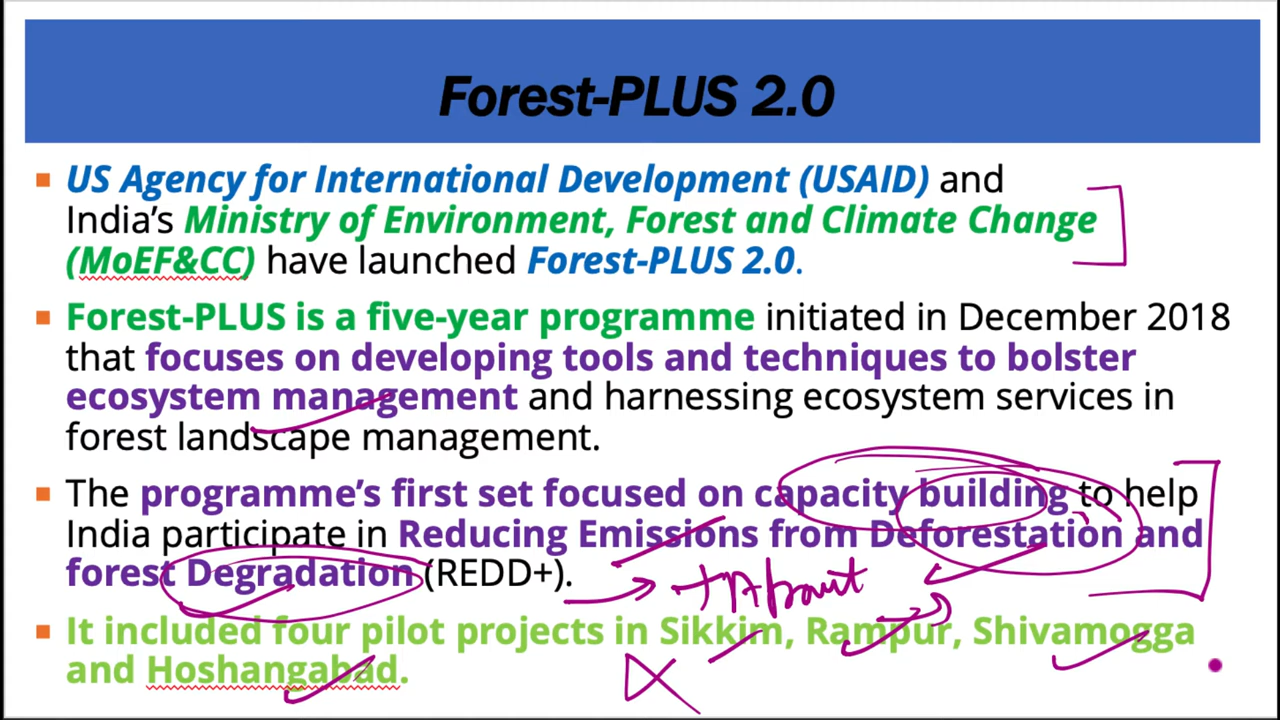 Forest-PLUS 2.0
US Agency for International Development (USAID) and
India's Ministry of Environment, Forest and Climate Change
(MoEF&CC) have launched Forest-PLUS 2.0.
Forest-PLUS is a five-year programme initiated in December 2018
that focuses on developing tools and techniques to bolster
ecosystem management and harnessing ecosystem services in
forest landscape management.
The programme's first set focused on capacity building to help
India participate in Reducing Emissions from Deforestation and
forest Degradation (REDD+).
It included four pilot projects in Sikkim, Rampur, Shivamogga
and Hoshangabad.